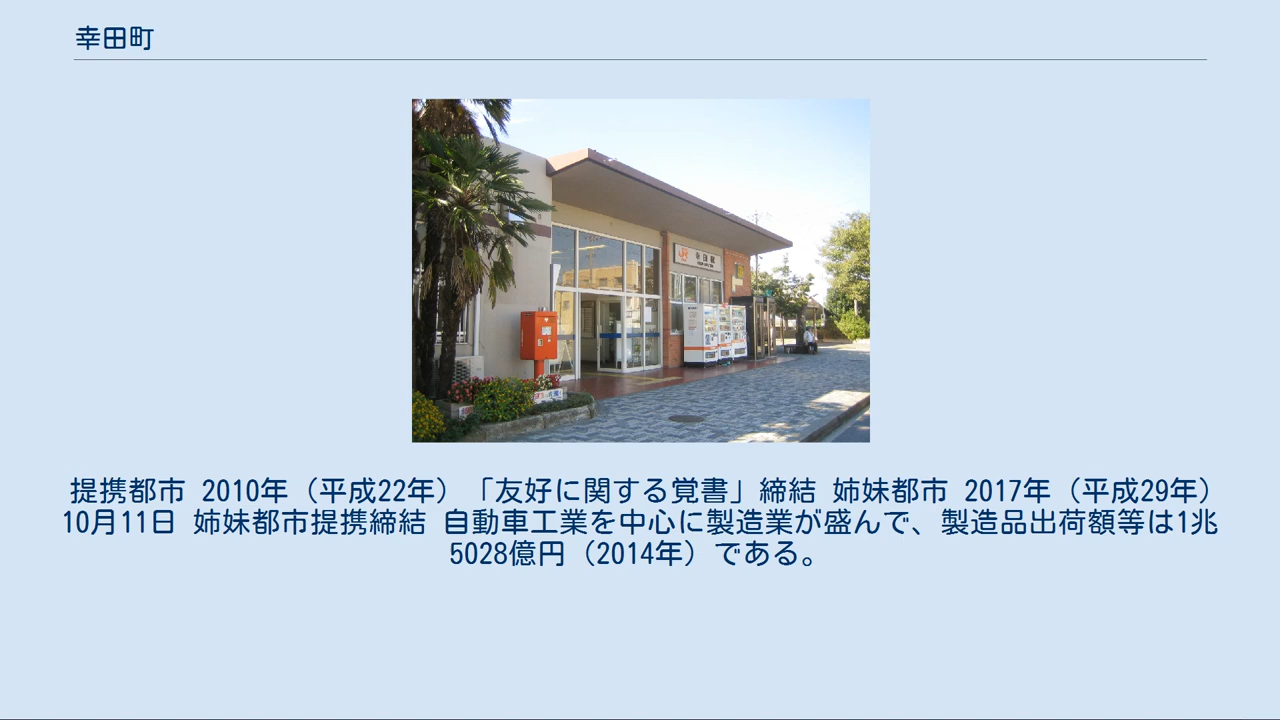 幸田町
JR 幸田駅
提携都市 2010年（平成22年）「友好に関する覚書」締結 姉妹都市 2017年（平成29年）
10月11日 姉妹都市提携締結 自動車工業を中心に製造業が盛んで、製造品出荷額等は1兆
5028億円（2014年）である。